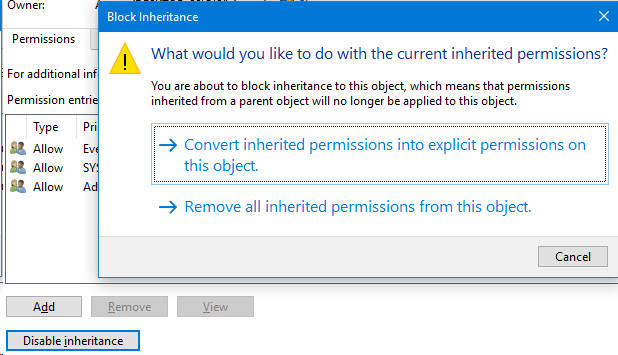 Block Inheritance
Owner:
Permissions
What would you like to do with the current inherited permissions?
For additional inf
You are about to block inheritance to this object, which means that permissions
inherited from a parent object will no longer be applied to this object.
Permission entrie
Type Pri
Allow Eve
Allow SYS
Allow Ad
Convert inherited permissions into explicit permissions on
this object.
Remove all inherited permissions from this object.
Cancel
Add Remove View
Disable inheritance